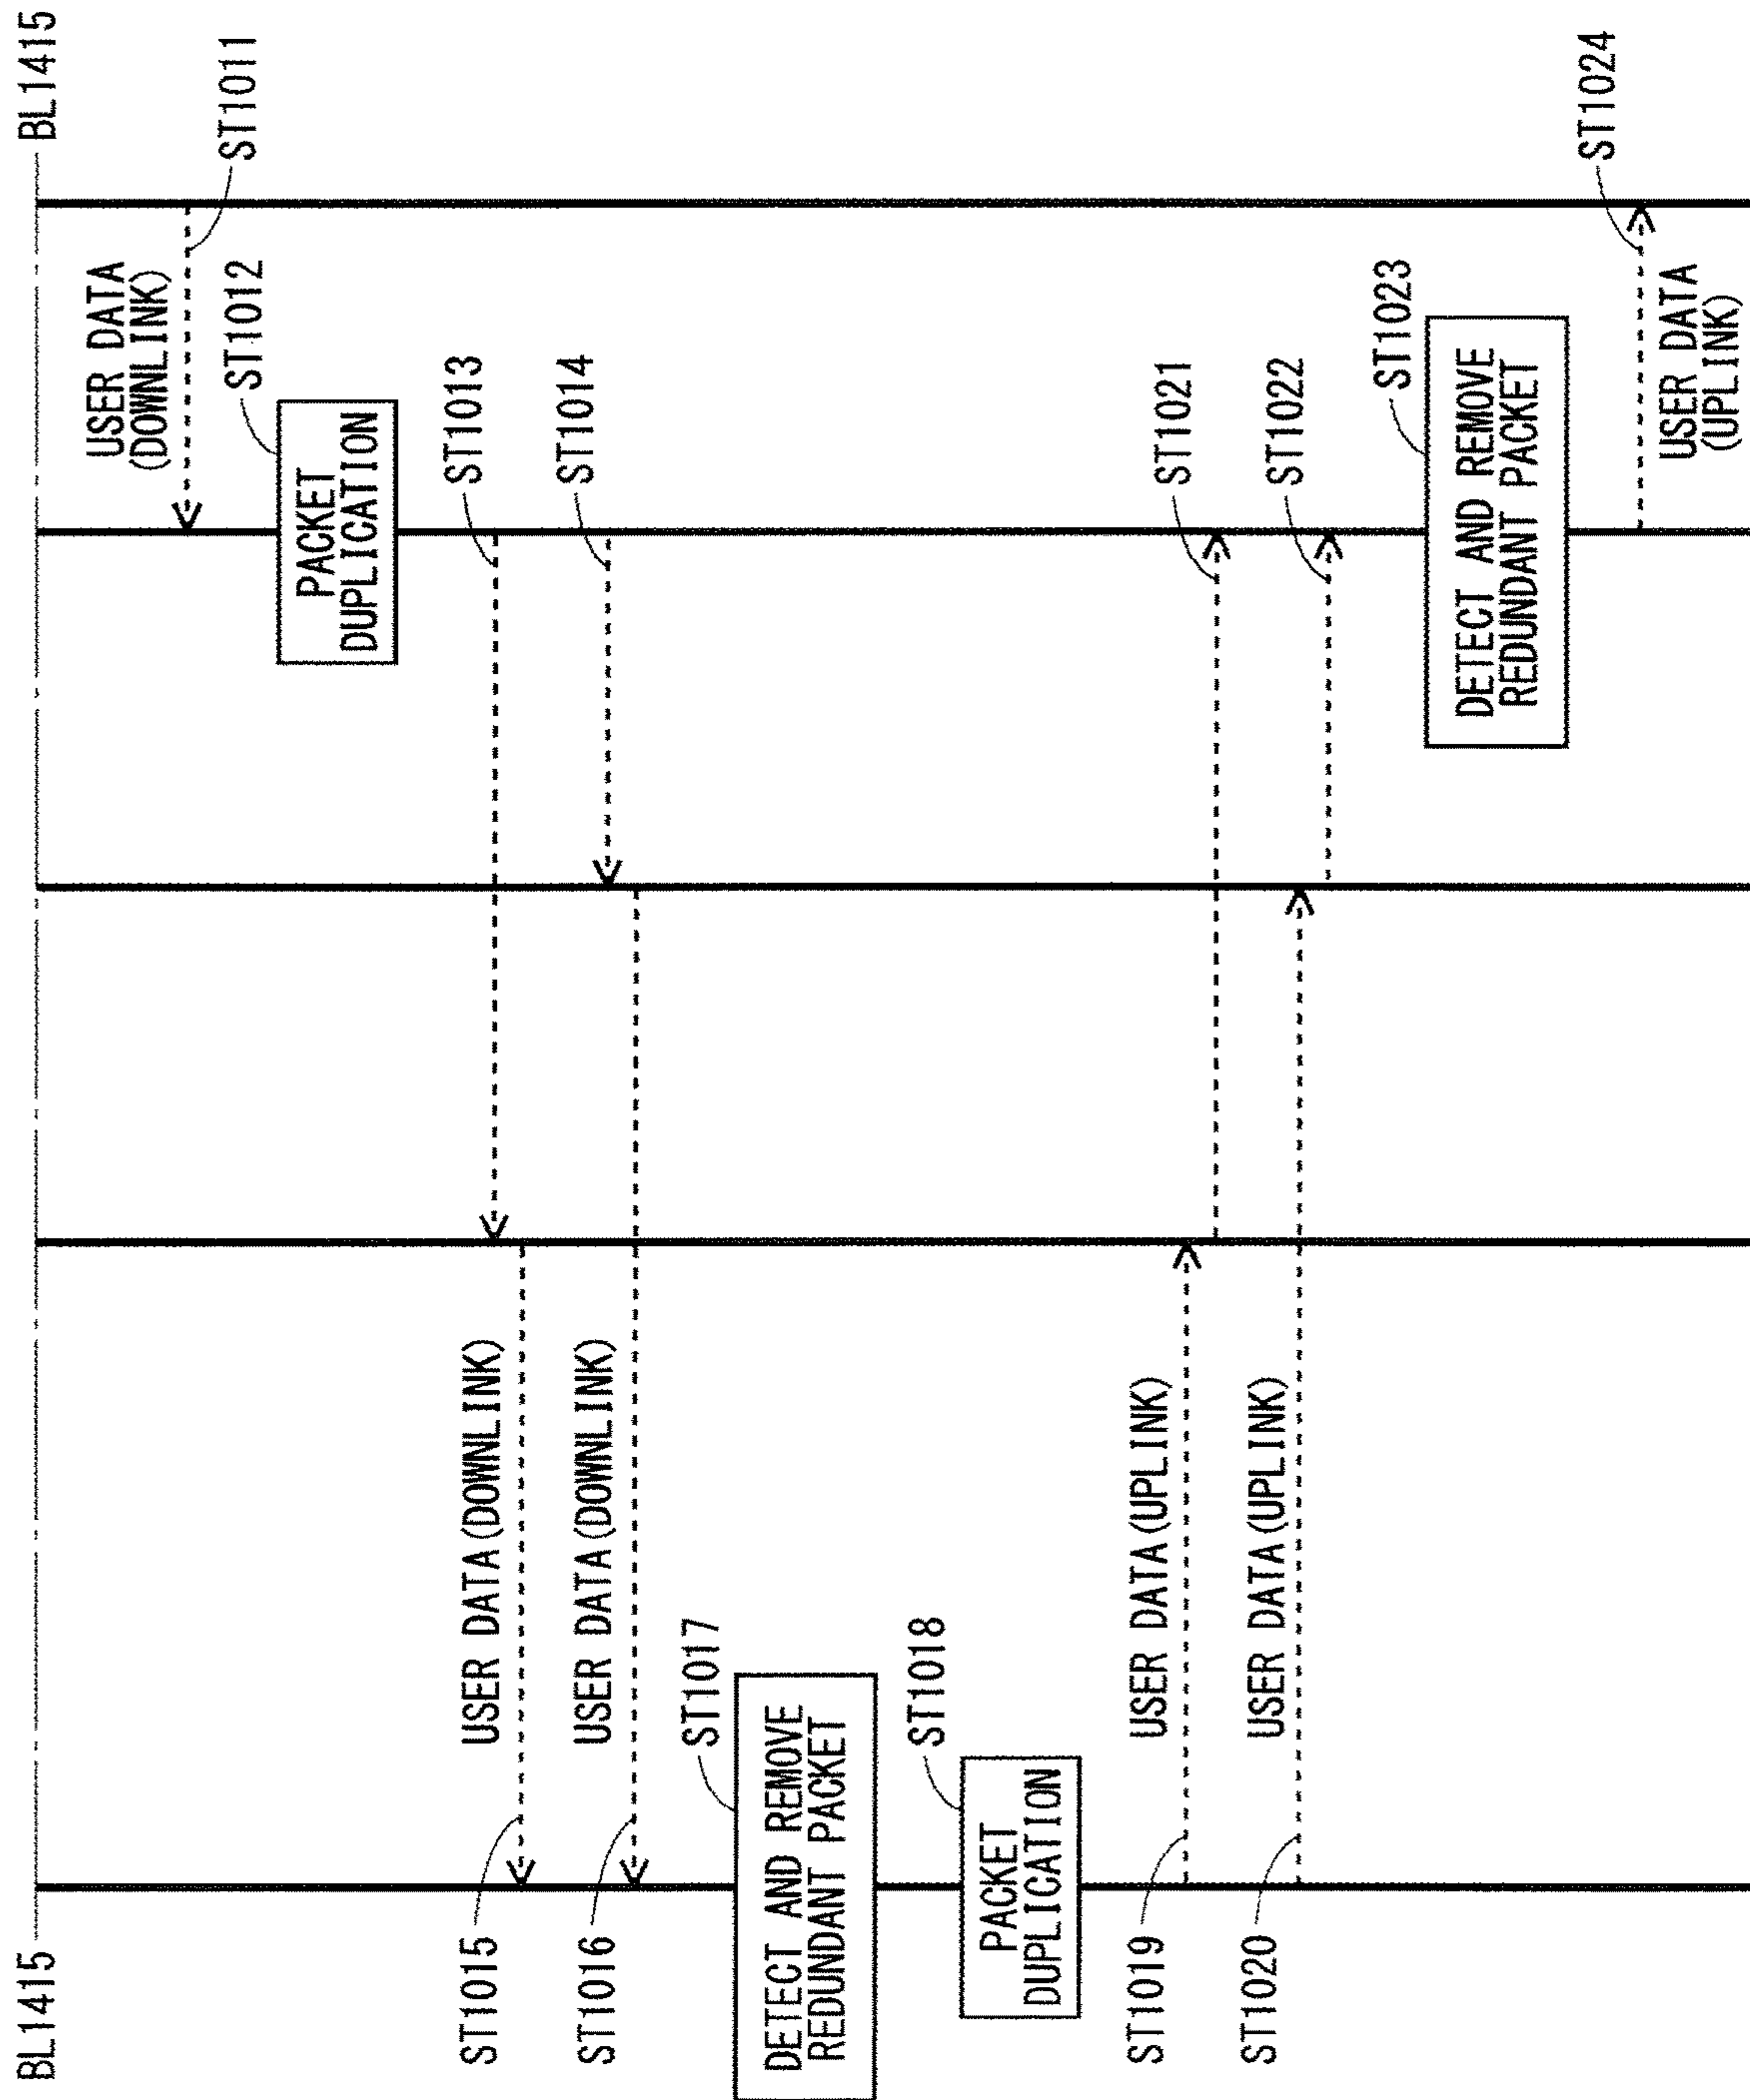 BL1415
BL1415
USER DATA
(DOWNLINK)
ST1011
ST1012
PACKET
DUPLICATION
ST1013
ST1014
ST1015
USER DATA(DOWNLINK)
ST1016
USER DATA(DOWNLINK)
ST1017
DETECT AND REMOVE
REDUNDANT PACKET
ST1018
PACKET
DUPLICATION
ST1019
USER DATA(UPLINK)
ST1020
USER DATA(UPLINK)
ST1021
ST1022
ST1023
DETECT AND REMOVE
REDUNDANT PACKET
ST1024
USER DATA
(UPLINK)